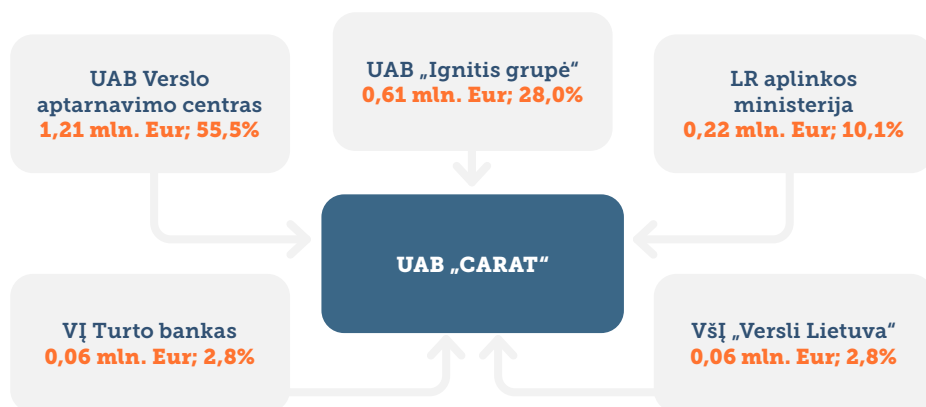 UAB Verslo
aptarnavimo centras
1,21 mln. Eur; 55,5%
UAB „Ignitis grupė“
0,61 mln. Eur; 28,0%
LR aplinkos
ministerija
0,22 mln. Eur; 10,1%
UAB „CARAT“
VĮ Turto bankas
0,06 mln. Eur; 2,8%
VšĮ „Versli Lietuva“
0,06 mln. Eur; 2,8%